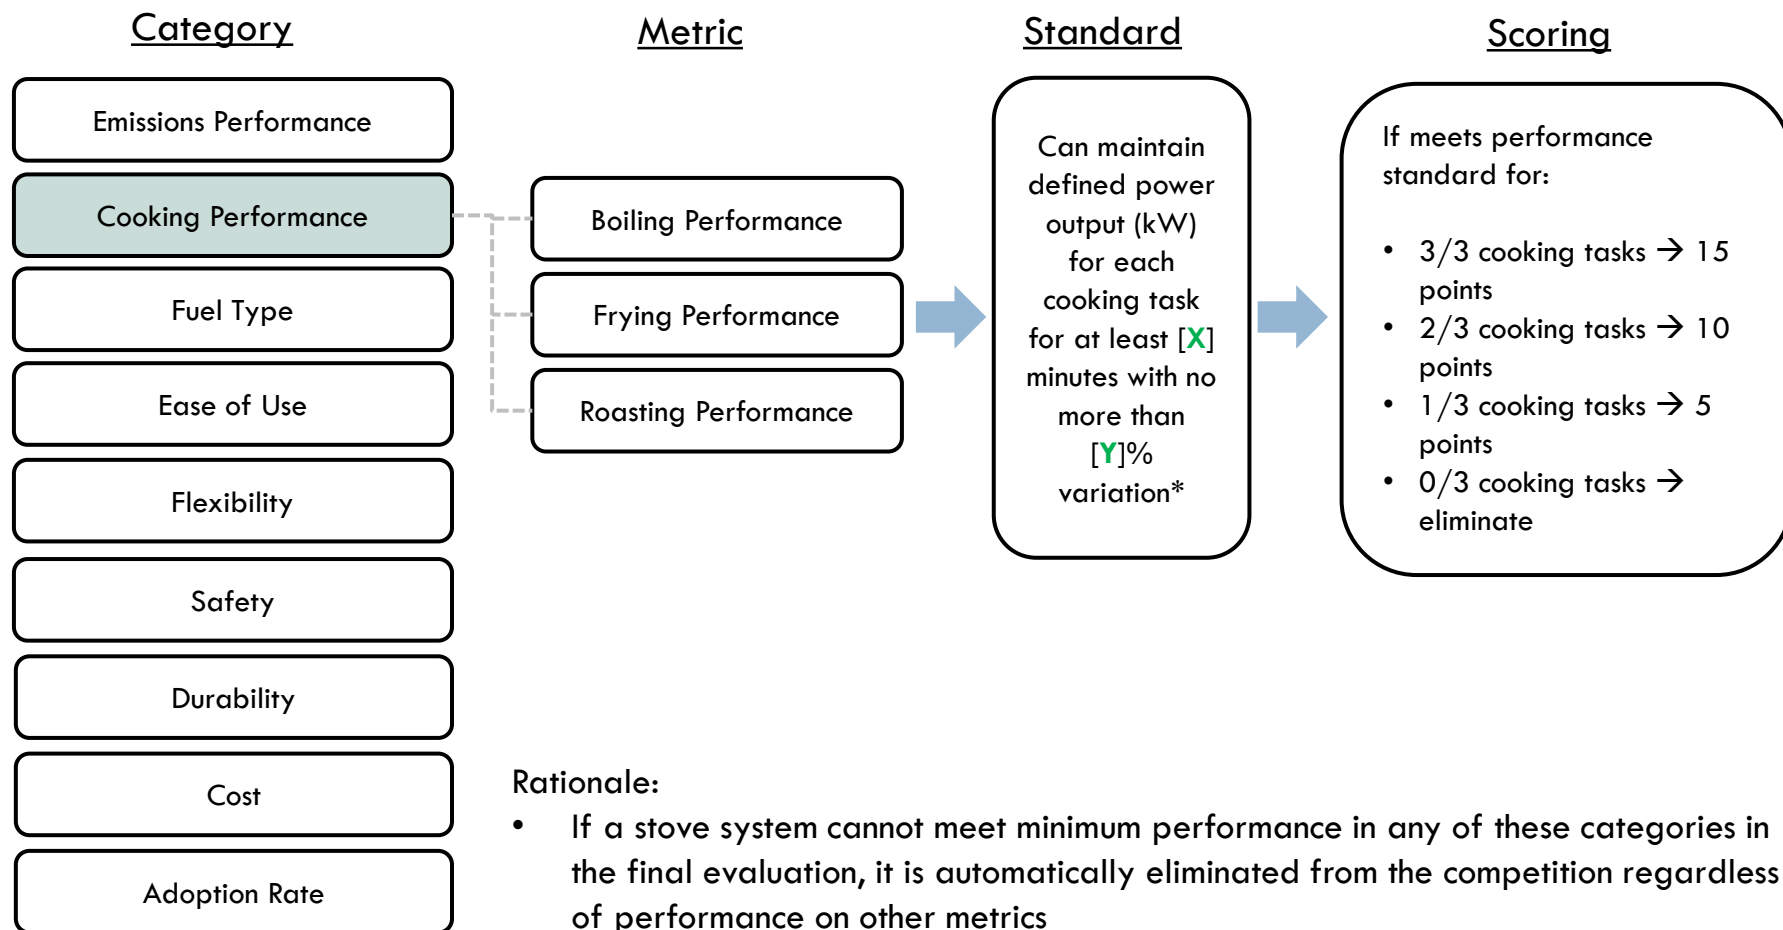 Category
Metric
Standard
Scoring
Emissions Performance
Cooking Performance
Fuel Type
Ease of Use
Flexibility
Safety
Durability
Cost
Adoption Rate
Boiling Performance
Frying Performance
Roasting Performance
Can maintain
defined power
output (kW)
for each
cooking task
for at least [X]
minutes with no
more than
[Y]%
variation*
If meets performance
standard for:
• 3/3 cooking tasks → 15
points
• 2/3 cooking tasks → 10
points
• 1/3 cooking tasks → 5
points
• 0/3 cooking tasks →
eliminate
Rationale:
• If a stove system cannot meet minimum performance in any of these categories in
the final evaluation, it is automatically eliminated from the competition regardless
of performance on other metrics